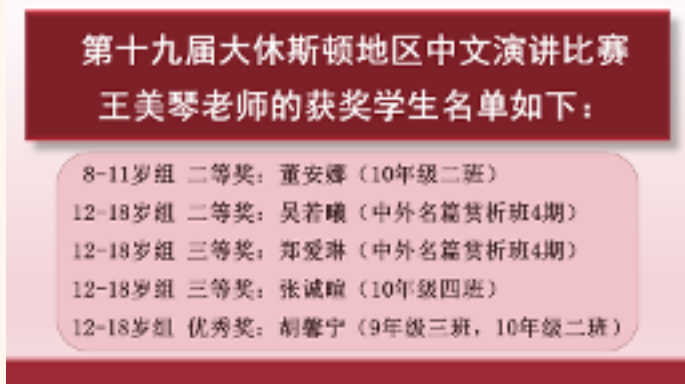 第十九届大休斯顿地区中文演讲比赛
王美琴老师的获奖学生名单如下：
8-11岁组 二等奖：董安娜（10年级二班）
12-18岁组 二等奖：吴若曦（中外名篇赏析班4期）
12-18岁组 三等奖：郑爱琳（中外名篇赏析班4期）
12-18岁组 三等奖：张诚暄（10年级四班）
12-18岁组 优秀奖：胡馨宁（9年级三班，10年级二班）